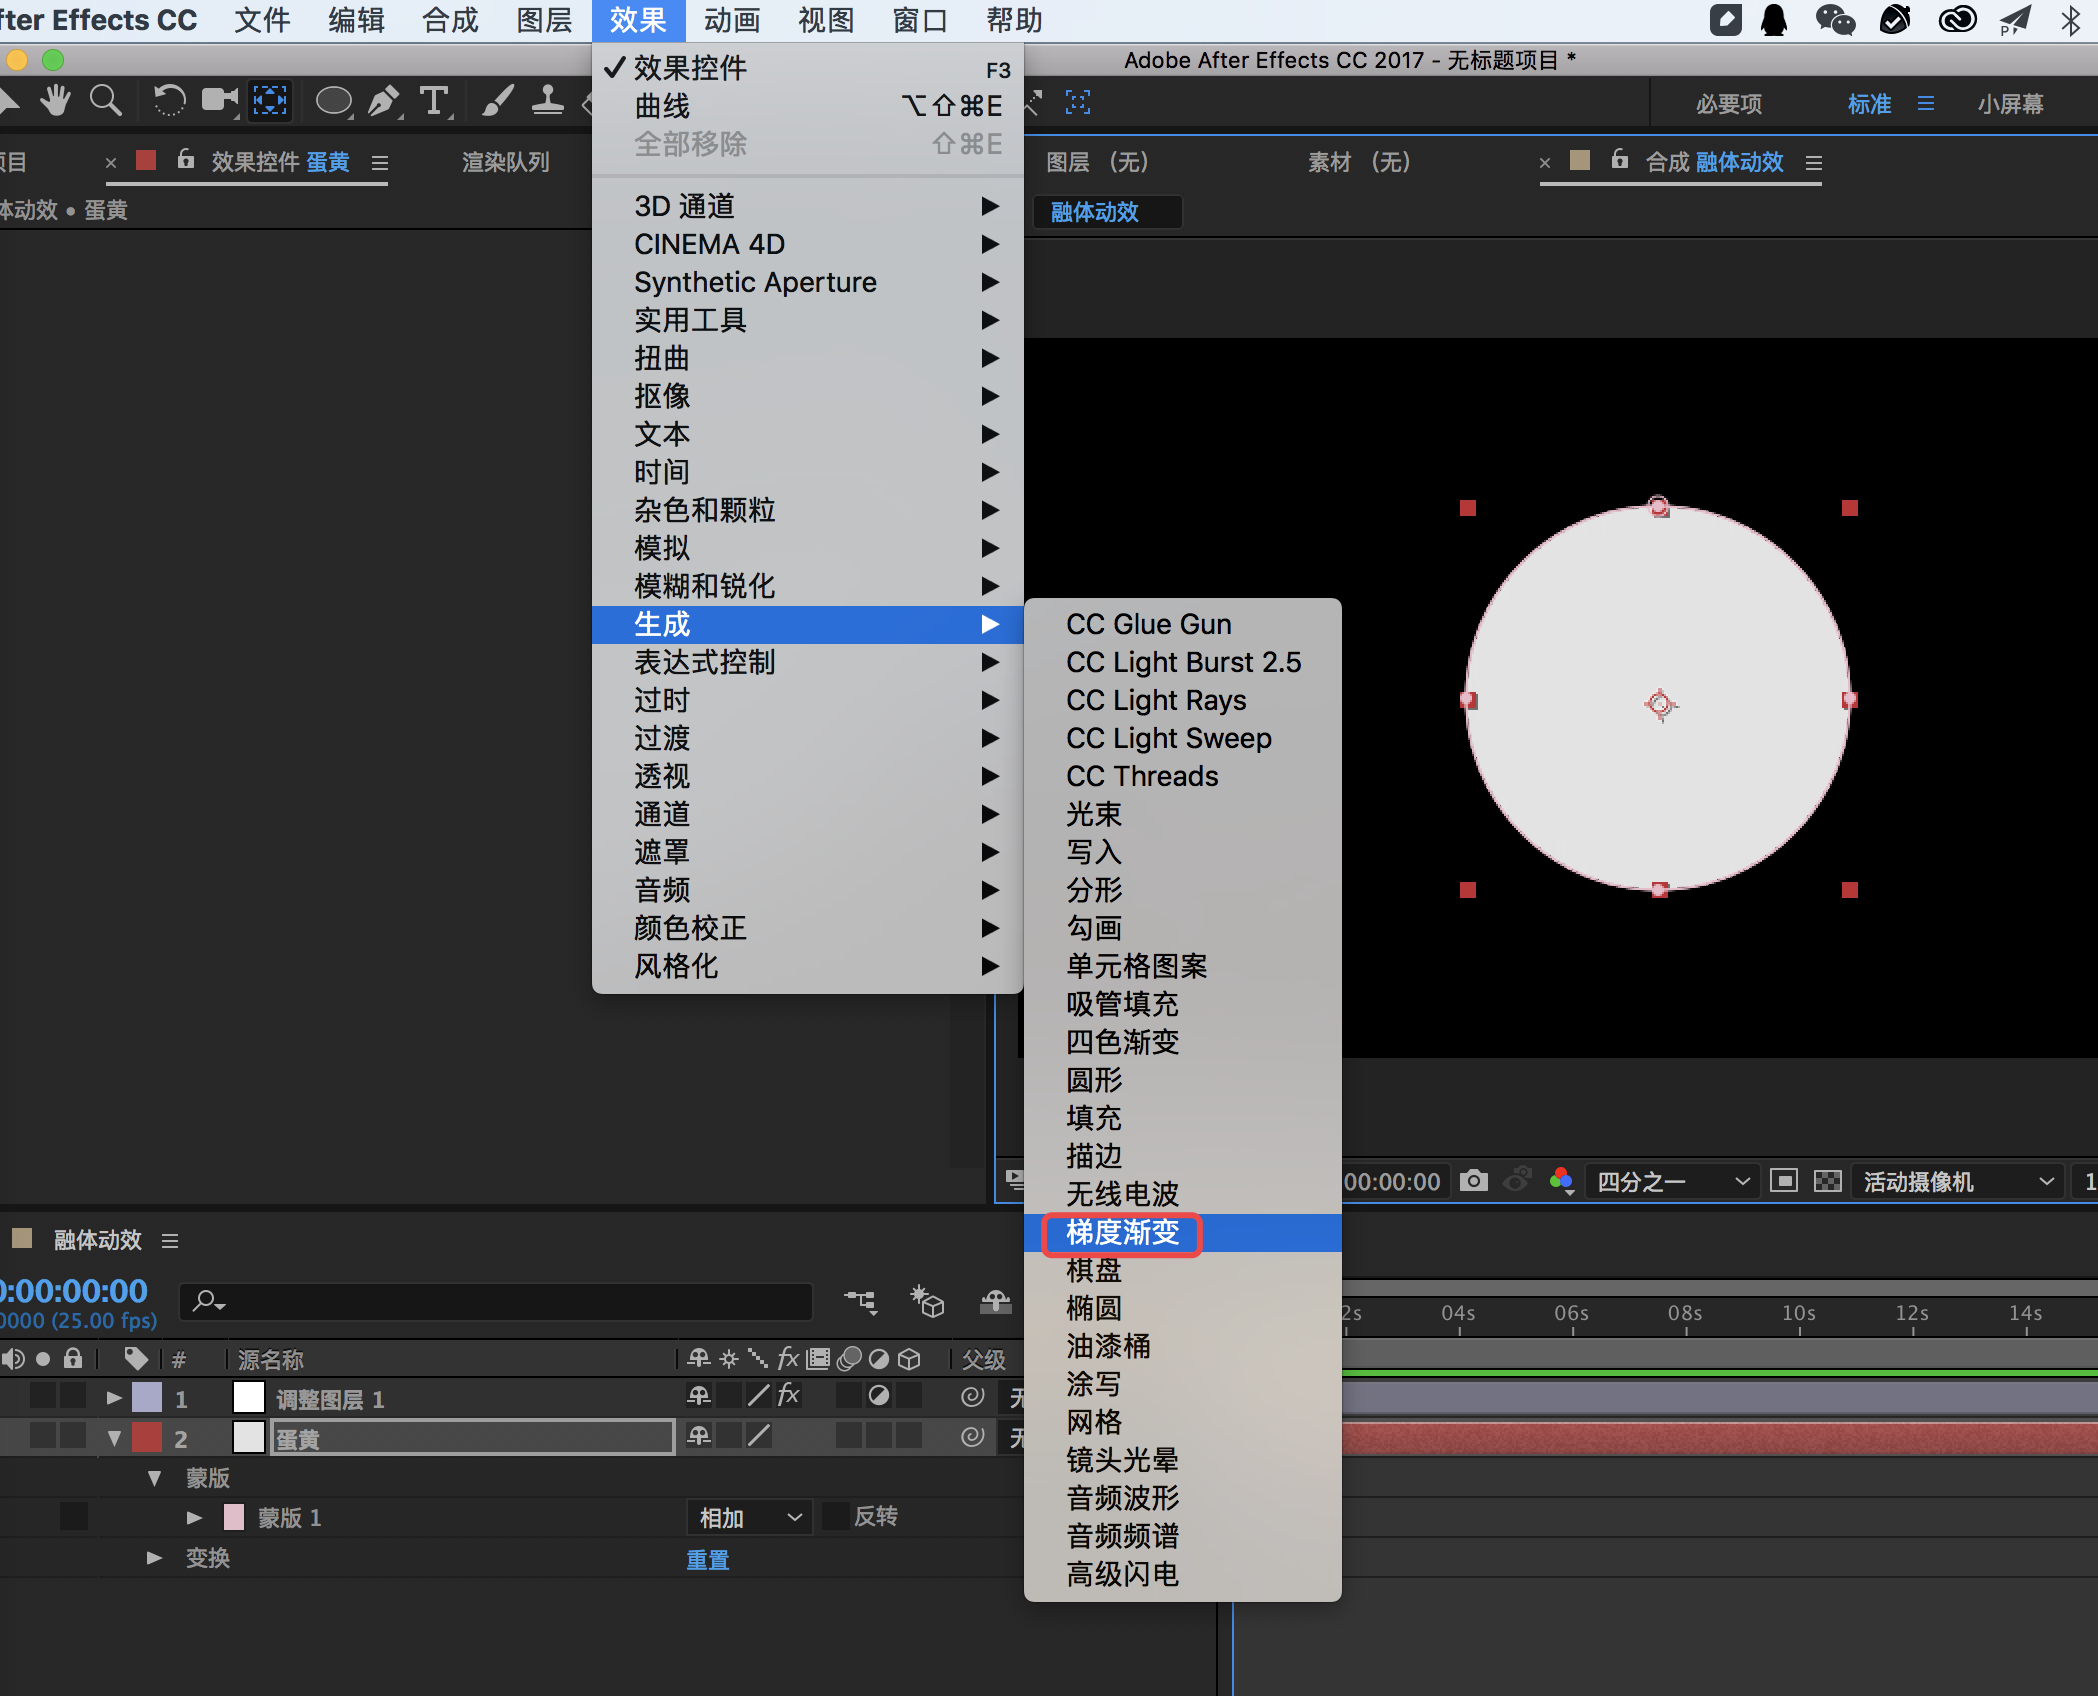 fter Effects CC 文件 编辑 合成 图层 效果 动画 视图 窗口 帮助
Adobe After Effects CC 2017 - 无标题项目 *
必要项 标准 小屏幕
项目 × 效果控件 蛋黄 渲染队列
体动效 • 蛋黄
图层 (无) 素材 (无) × 合成 融体动效
融体动效
✓ 效果控件 F3
曲线 ⌥⇧⌘E
全部移除 ⇧⌘E
3D 通道
CINEMA 4D
Synthetic Aperture
实用工具
扭曲
抠像
文本
时间
杂色和颗粒
模拟
模糊和锐化
生成
表达式控制
过时
过渡
透视
通道
遮罩
音频
颜色校正
风格化
CC Glue Gun
CC Light Burst 2.5
CC Light Rays
CC Light Sweep
CC Threads
光束
写入
分形
勾画
单元格图案
吸管填充
四色渐变
圆形
填充
描边
无线电波
梯度渐变
棋盘
椭圆
油漆桶
涂写
网格
镜头光晕
音频波形
音频频谱
高级闪电
00:00:00 四分之一 活动摄像机 1
融体动效
0:00:00:00
0000 (25.00 fps)
2s 04s 06s 08s 10s 12s 14s
# 源名称 fx 父级
1 调整图层 1 fx 无
2 蛋黄 无
蒙版
蒙版 1 相加 反转
变换 重置